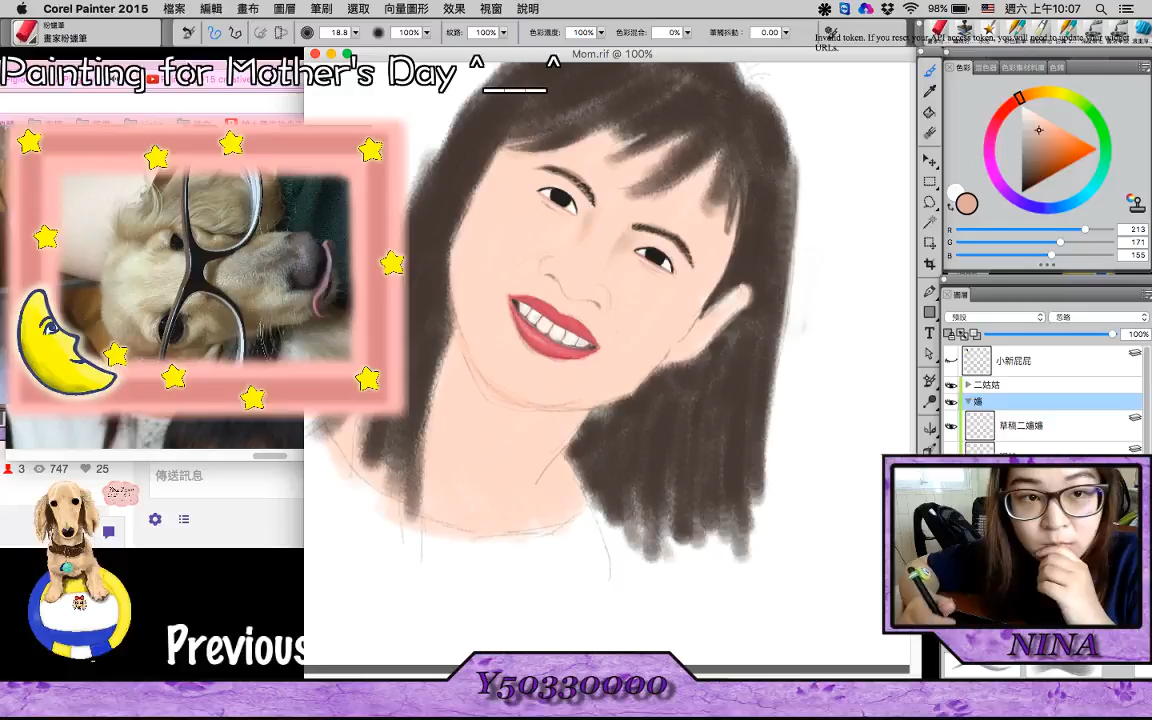 Corel Painter 2015 檔案 編輯 畫布 圖層 筆刷 選取 向量圖形 效果 視窗 說明 98% 週六 上午10:07
粉蠟筆
畫家粉蠟筆
18.8 100% 紋路: 100% 色彩濃度: 100% 色彩混合: 0% 筆觸抖動: 0.00
Invalid token. If you reset your API access token, you will need to update your widget
URLs.
Mom.rif @ 100%
Painting for Mother's Day ^___^
色彩 混色器 色彩集材料庫
R 213
G 171
B 155
圖層
預設 忽略
100%
小新屁屁
二姑姑
嬸
草稿二嬸嬸
3 747 25
傳送訊息
Previous
NINA
Y50330000